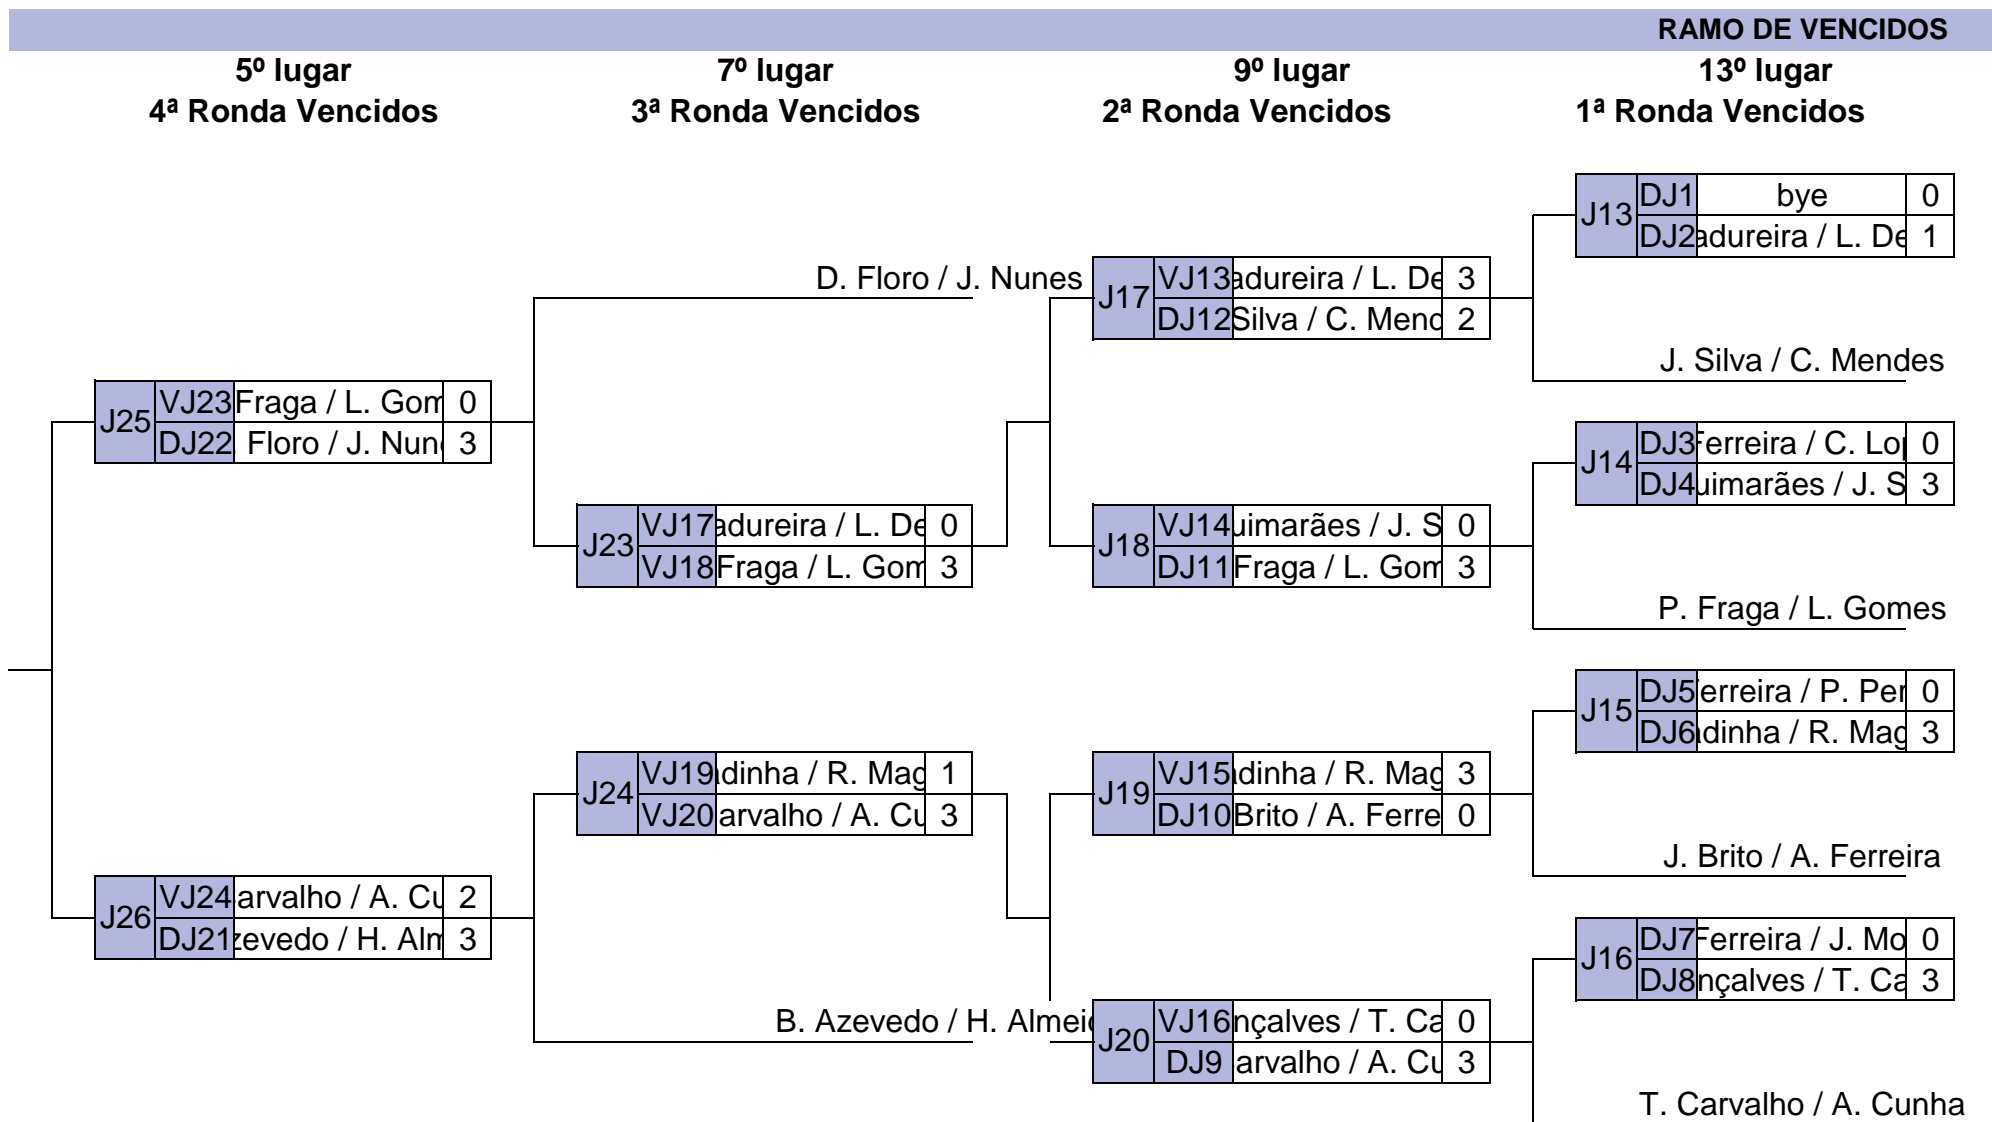 RAMO DE VENCIDOS
5º lugar 7º lugar 9º lugar 13º lugar
4ª Ronda Vencidos 3ª Ronda Vencidos 2ª Ronda Vencidos 1ª Ronda Vencidos
J13
DJ1 bye 0
DJ2 adureira / L. De 1
D. Floro / J. Nunes
J17
VJ13 adureira / L. De 3
DJ12 Silva / C. Mend 2
J. Silva / C. Mendes
J25
VJ23 Fraga / L. Gom 0
DJ22 Floro / J. Nun 3
J14
DJ3 Ferreira / C. Lop 0
DJ4 uimarães / J. S 3
J23
VJ17 adureira / L. De 0
VJ18 Fraga / L. Gom 3
J18
VJ14 uimarães / J. S 0
DJ11 Fraga / L. Gom 3
P. Fraga / L. Gomes
J15
DJ5 erreira / P. Per 0
DJ6 adinha / R. Mag 3
J24
VJ19 adinha / R. Mag 1
VJ20 arvalho / A. Cu 3
J19
VJ15 adinha / R. Mag 3
DJ10 Brito / A. Ferre 0
J. Brito / A. Ferreira
J26
VJ24 arvalho / A. Cu 2
DJ21 zevedo / H. Alm 3
J16
DJ7 Ferreira / J. Mo 0
DJ8 nçalves / T. Ca 3
B. Azevedo / H. Almeid
J20
VJ16 nçalves / T. Ca 0
DJ9 arvalho / A. Cu 3
T. Carvalho / A. Cunha